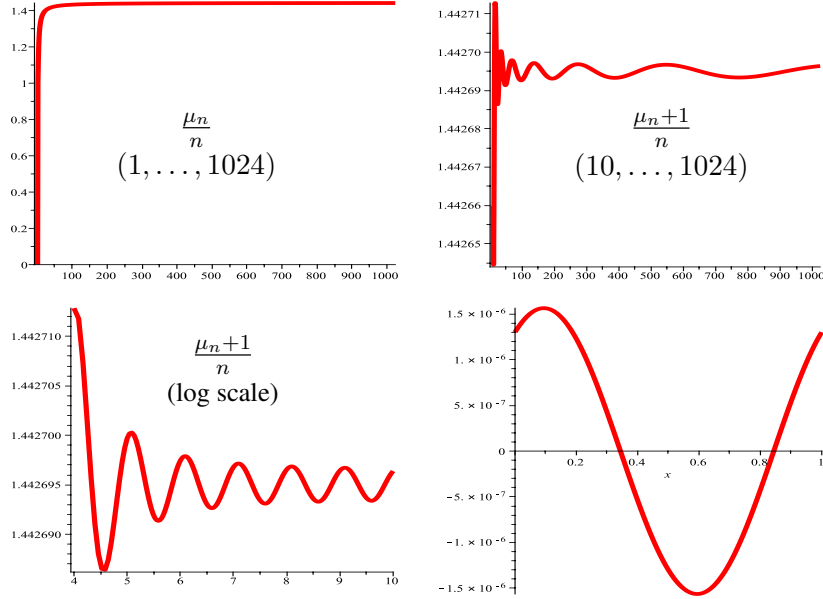 1.4
1.2
1
0.8
0.6
0.4
0.2
0
100 200 300 400 500 600 700 800 900 1000
μₙ/n
(1, . . . , 1024)
1.44271
1.44270
1.44269
1.44268
1.44267
1.44266
1.44265
100 200 300 400 500 600 700 800 900 1000
μₙ+1/n
(10, . . . , 1024)
1.442710
1.442705
1.442700
1.442695
1.442690
4 5 6 7 8 9 10
μₙ+1/n
(log scale)
1.5 × 10⁻⁶
1. × 10⁻⁶
5. × 10⁻⁷
0
−5. × 10⁻⁷
−1. × 10⁻⁶
−1.5 × 10⁻⁶
0.2 0.4 0.6 0.8 1
x